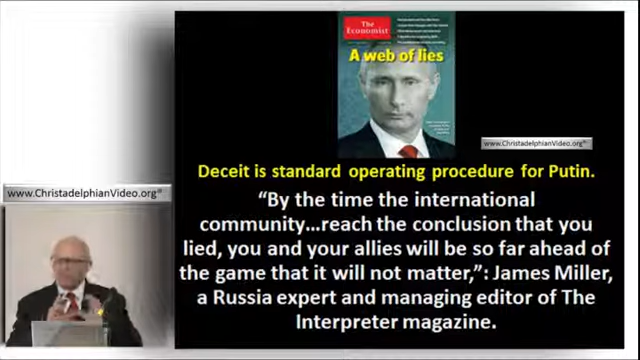 The
Economist
A web of lies
www.ChristadelphianVideo.org®
Deceit is standard operating procedure for Putin.
www.ChristadelphianVideo.org®
“By the time the international
community…reach the conclusion that you
lied, you and your allies will be so far ahead of
the game that it will not matter,”: James Miller,
a Russia expert and managing editor of The
Interpreter magazine.